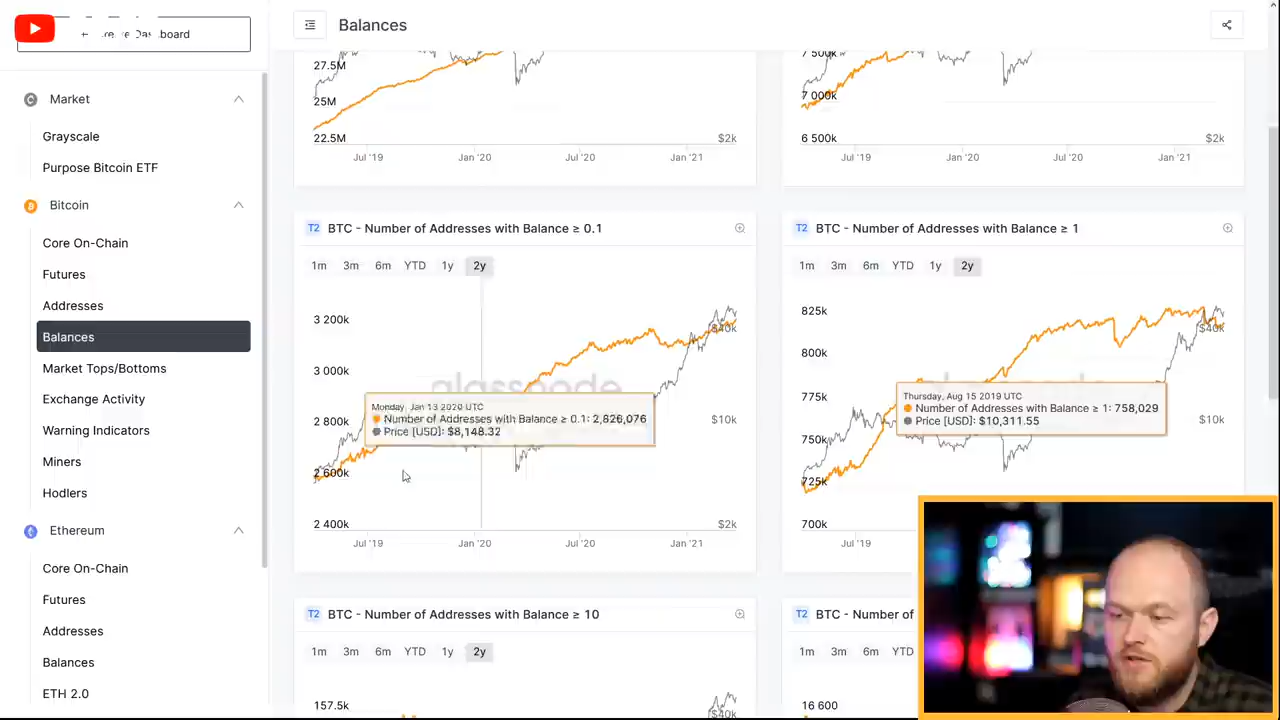 board
Balances
Market
Grayscale
Purpose Bitcoin ETF
Bitcoin
Core On-Chain
Futures
Addresses
Balances
Market Tops/Bottoms
Exchange Activity
Warning Indicators
Miners
Hodlers
Ethereum
Core On-Chain
Futures
Addresses
Balances
ETH 2.0
27.5M
25M
22.5M
$2k
Jul '19 Jan '20 Jul '20 Jan '21
7 500k
7 000k
6 500k
$2k
Jul '19 Jan '20 Jul '20 Jan '21
T2 BTC - Number of Addresses with Balance ≥ 0.1
1m 3m 6m YTD 1y 2y
3 200k
$40k
3 000k
glassnode
Monday, Jan 13 2020 UTC
Number of Addresses with Balance ≥ 0.1: 2,826,076
2 800k
$10k
Price [USD]: $8,148.32
2 600k
2 400k
$2k
Jul '19 Jan '20 Jul '20 Jan '21
T2 BTC - Number of Addresses with Balance ≥ 1
1m 3m 6m YTD 1y 2y
825k
$40k
800k
775k
Thursday, Aug 15 2019 UTC
Number of Addresses with Balance ≥ 1: 758,029
Price [USD]: $10,311.55
$10k
750k
725k
700k
Jul '19
T2 BTC - Number of Addresses with Balance ≥ 10
1m 3m 6m YTD 1y 2y
157.5k
$40k
T2 BTC - Number of
1m 3m 6m YTD
16 600